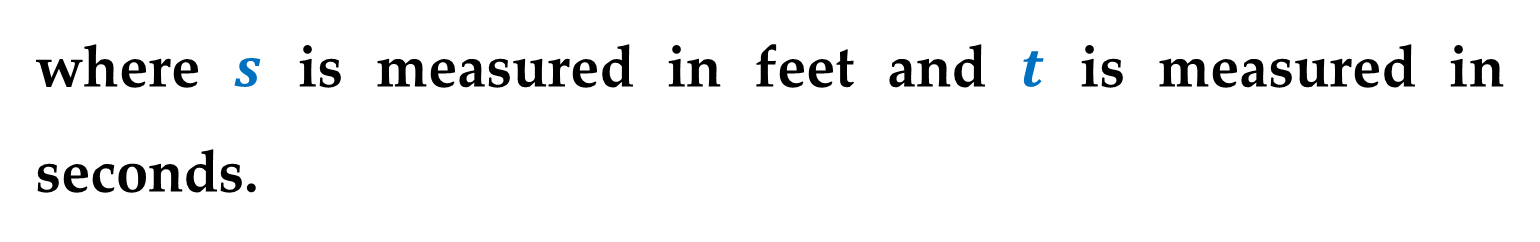 where s is measured in feet and t is measured in
seconds.